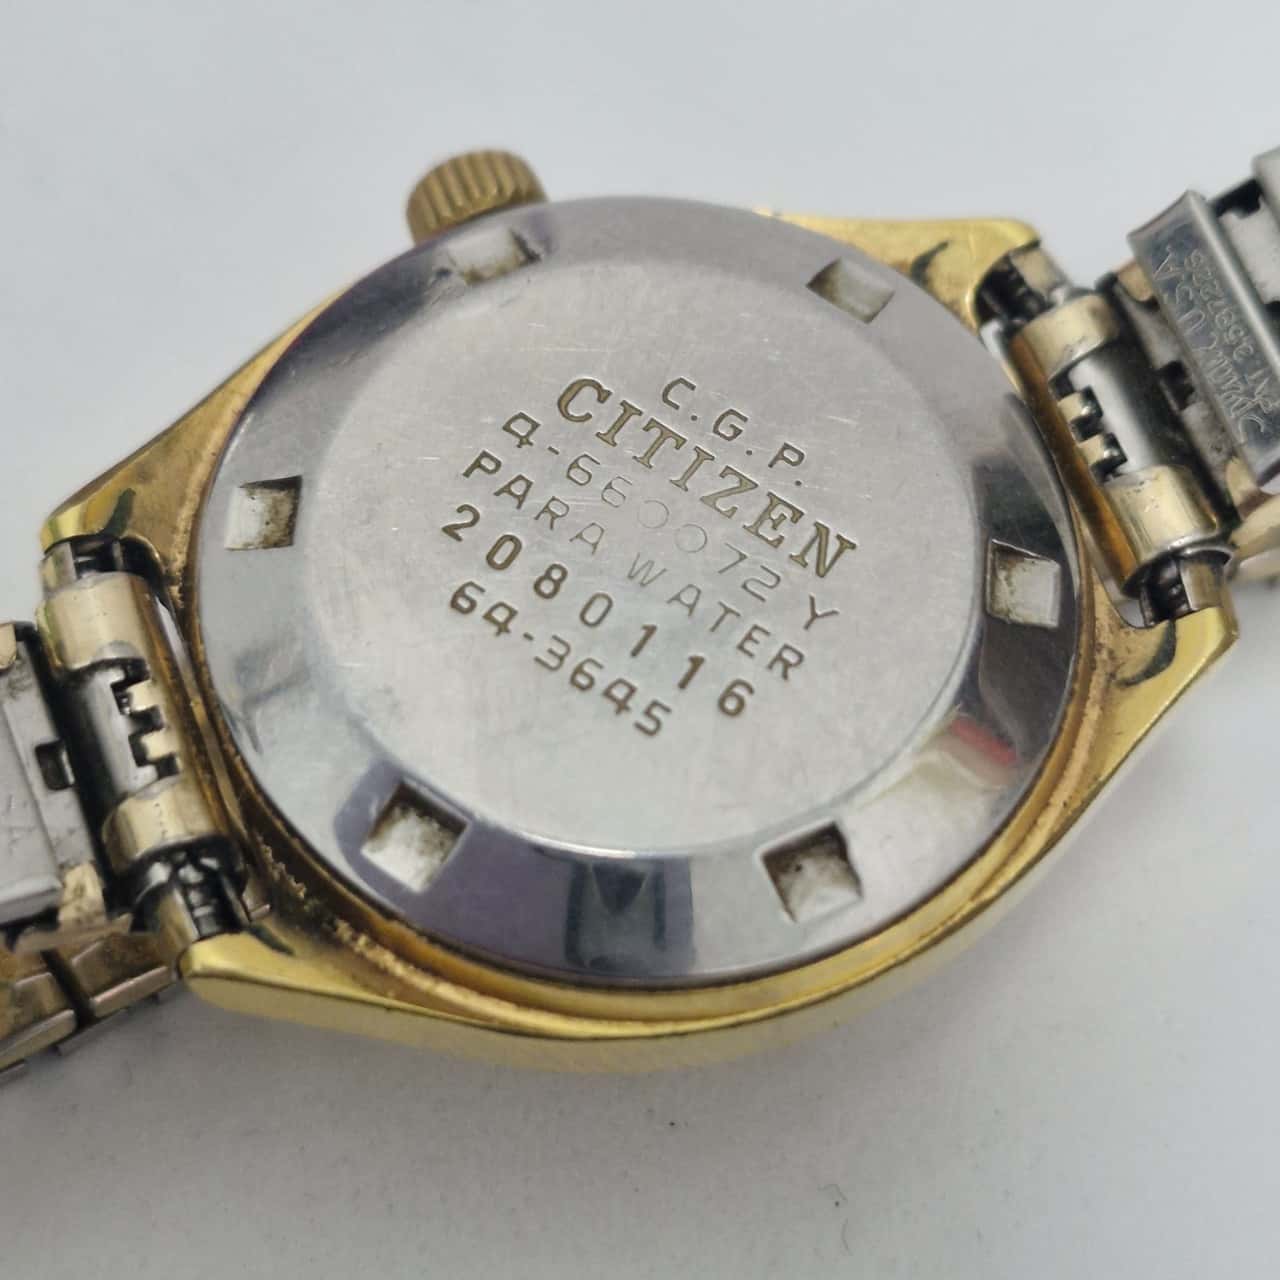 C.G.P.
CITIZEN
4-660072 Y
PARA WATER
2080116
64-3645
U.S.A.